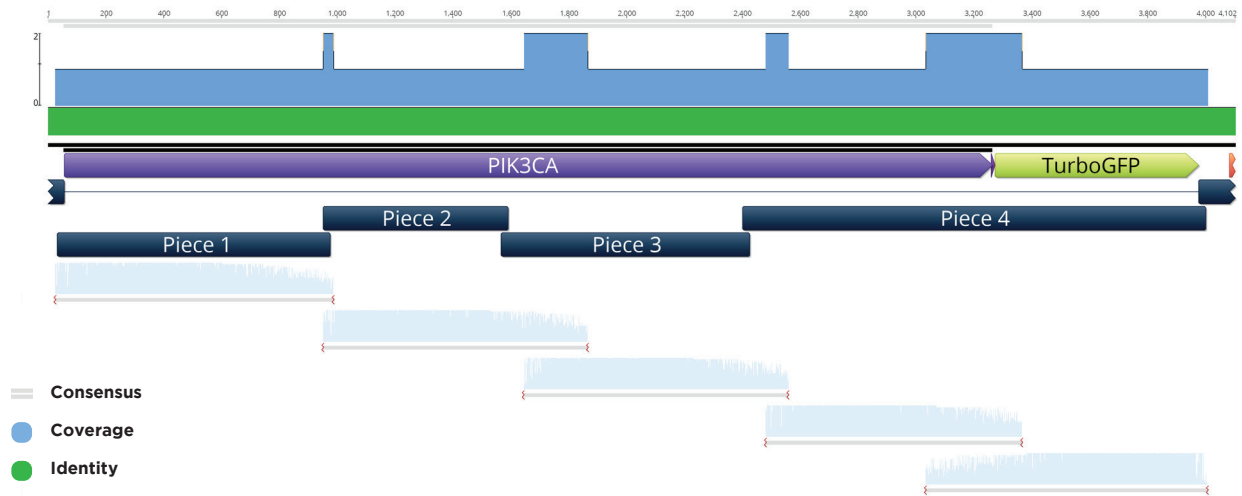 1 200 400 600 800 1.000 1.200 1.400 1.600 1.800 2.000 2.200 2.400 2.600 2.800 3.000 3.200 3.400 3.600 3.800 4.000 4.102
2
0
PIK3CA TurboGFP
Piece 2 Piece 4
Piece 1 Piece 3
Consensus
Coverage
Identity